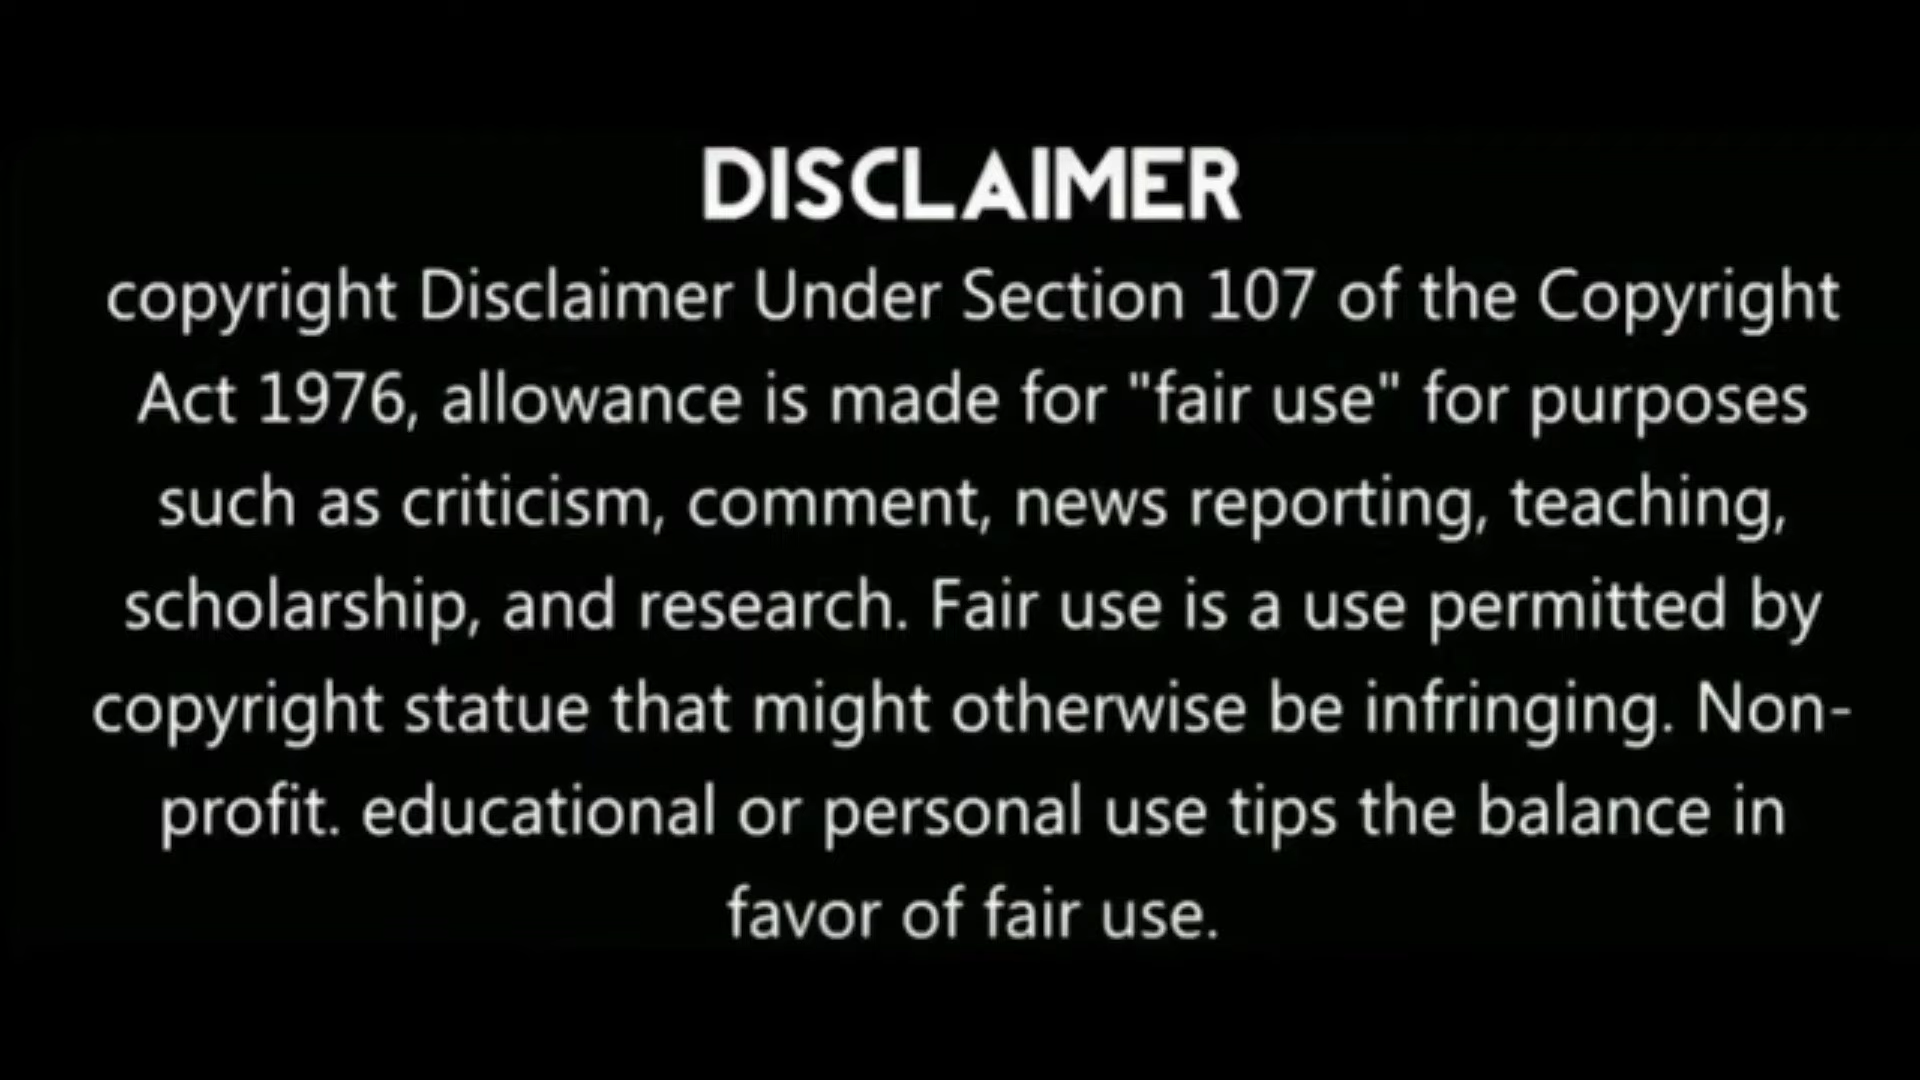 DISCLAIMER
copyright Disclaimer Under Section 107 of the Copyright
Act 1976, allowance is made for "fair use" for purposes
such as criticism, comment, news reporting, teaching,
scholarship, and research. Fair use is a use permitted by
copyright statue that might otherwise be infringing. Non-
profit. educational or personal use tips the balance in
favor of fair use.